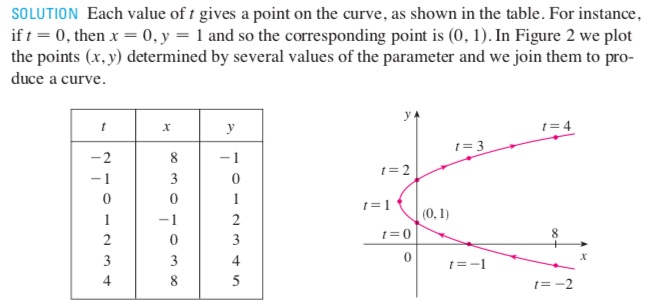 SOLUTION Each value of t gives a point on the curve, as shown in the table. For instance,
if t = 0, then x = 0, y = 1 and so the corresponding point is (0, 1). In Figure 2 we plot
the points (x, y) determined by several values of the parameter and we join them to pro-
duce a curve.
t x y
−2 8 −1
−1 3 0
0 0 1
1 −1 2
2 0 3
3 3 4
4 8 5
y
t=4
t=3
t=2
t=1
(0, 1)
t=0
8
0
x
t=−1
t=−2